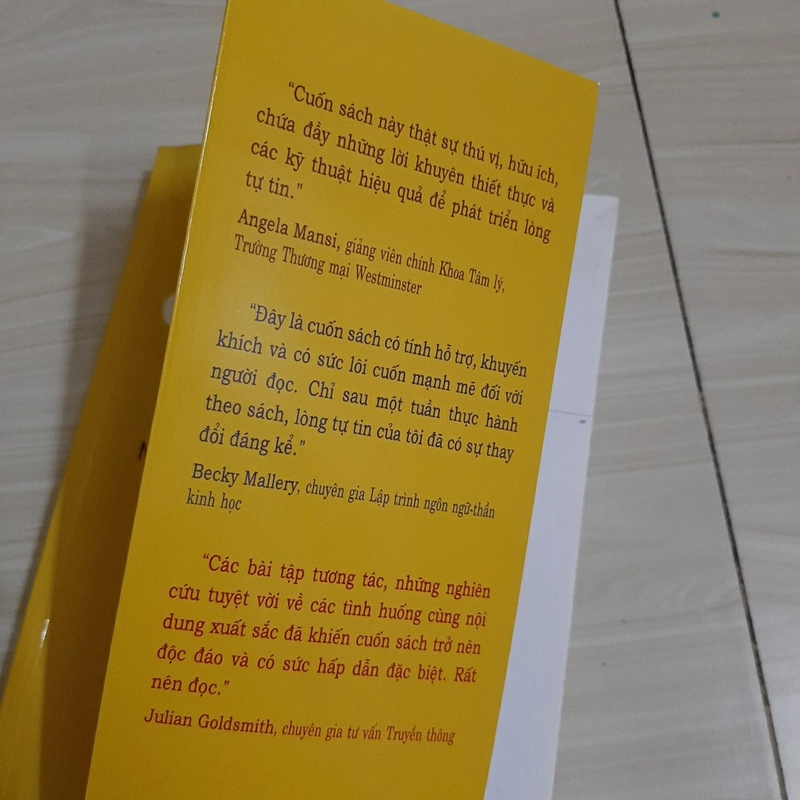 “Cuốn sách này thật sự thú vị, hữu ích,
chứa đầy những lời khuyên thiết thực và
các kỹ thuật hiệu quả để phát triển lòng
tự tin.”
Angela Mansi, giảng viên chính Khoa Tâm lý,
Trường Thương mại Westminster
“Đây là cuốn sách có tính hỗ trợ, khuyến
khích và có sức lôi cuốn mạnh mẽ đối với
người đọc. Chỉ sau một tuần thực hành
theo sách, lòng tự tin của tôi đã có sự thay
đổi đáng kể.”
Becky Mallery, chuyên gia Lập trình ngôn ngữ-thần
kinh học
“Các bài tập tương tác, những nghiên
cứu tuyệt vời về các tình huống cùng nội
dung xuất sắc đã khiến cuốn sách trở nên
độc đáo và có sức hấp dẫn đặc biệt. Rất
nên đọc.”
Julian Goldsmith, chuyên gia tư vấn Truyền thông